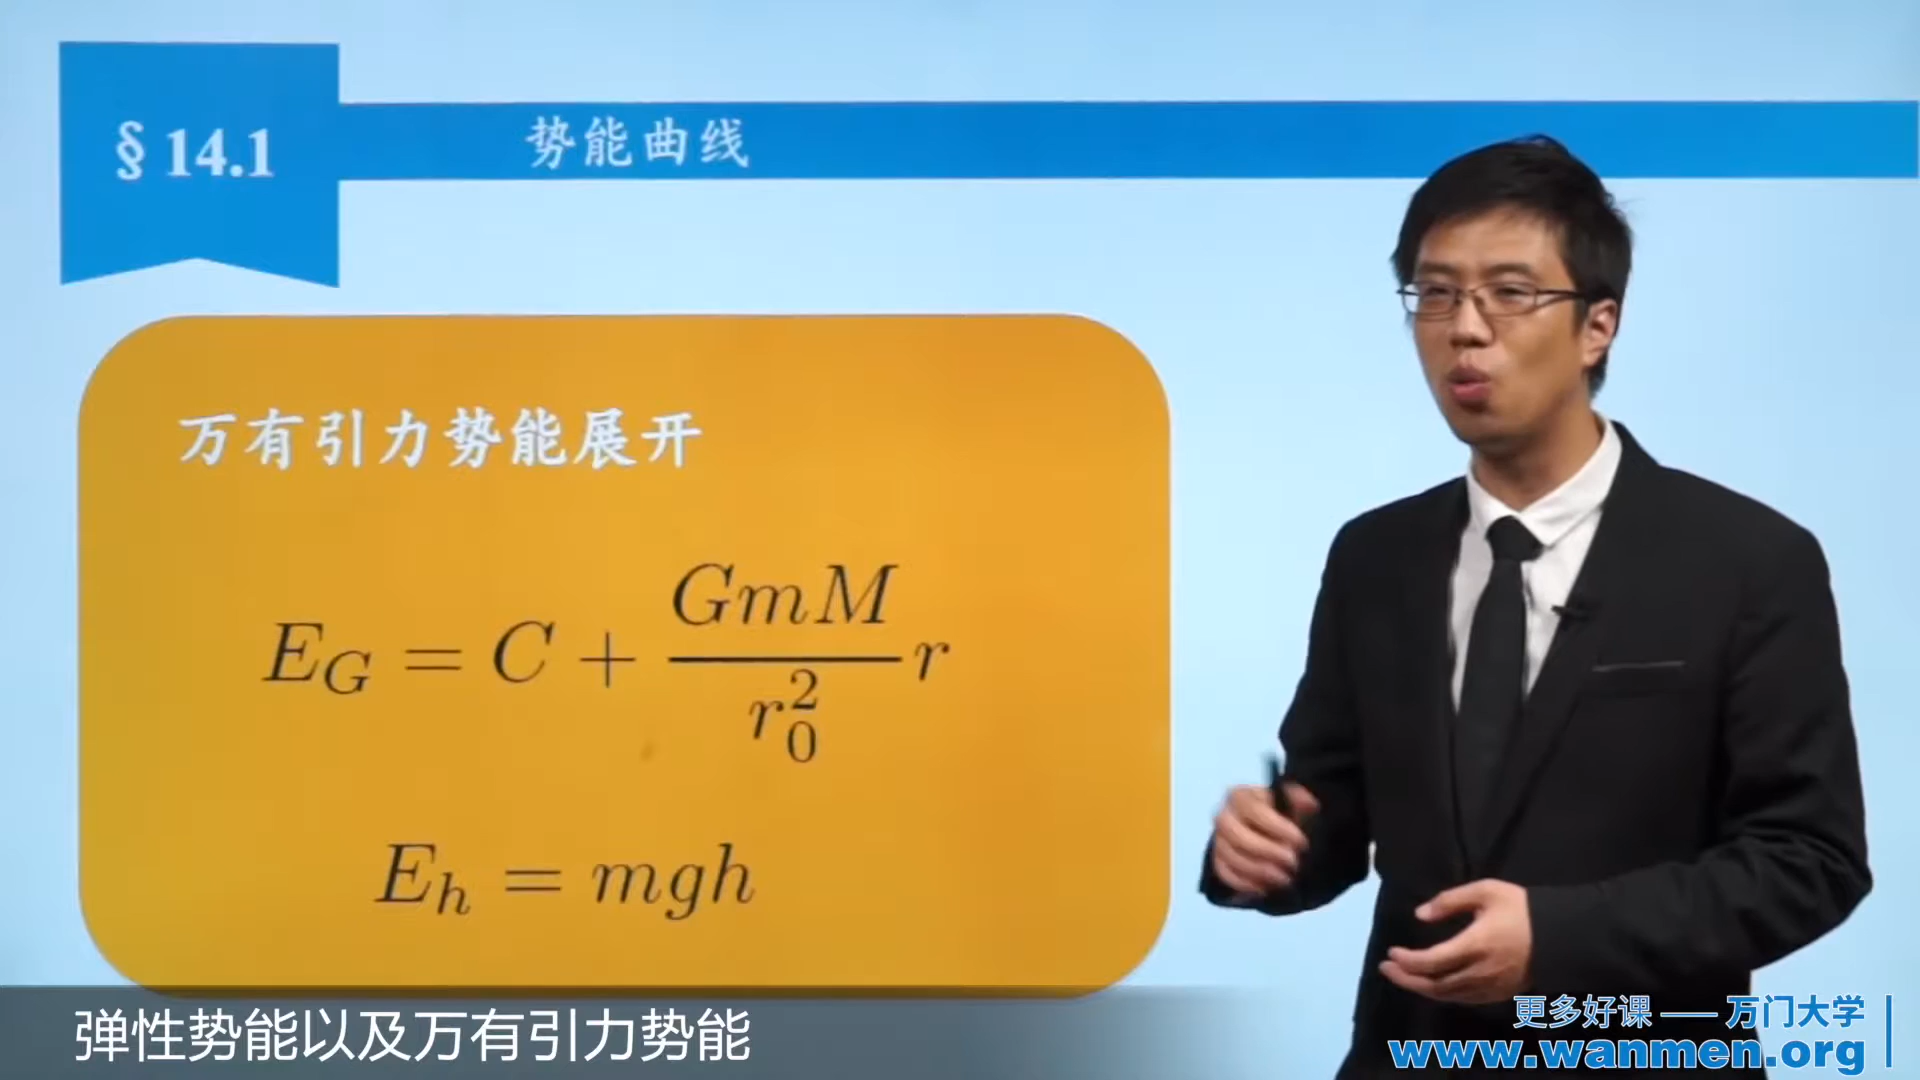 § 14.1
势能曲线
万有引力势能展开
E_G = C + \frac{GmM}{r_0^2} r
E_h = mgh
弹性势能以及万有引力势能
更多好课 —— 万门大学
www.wanmen.org